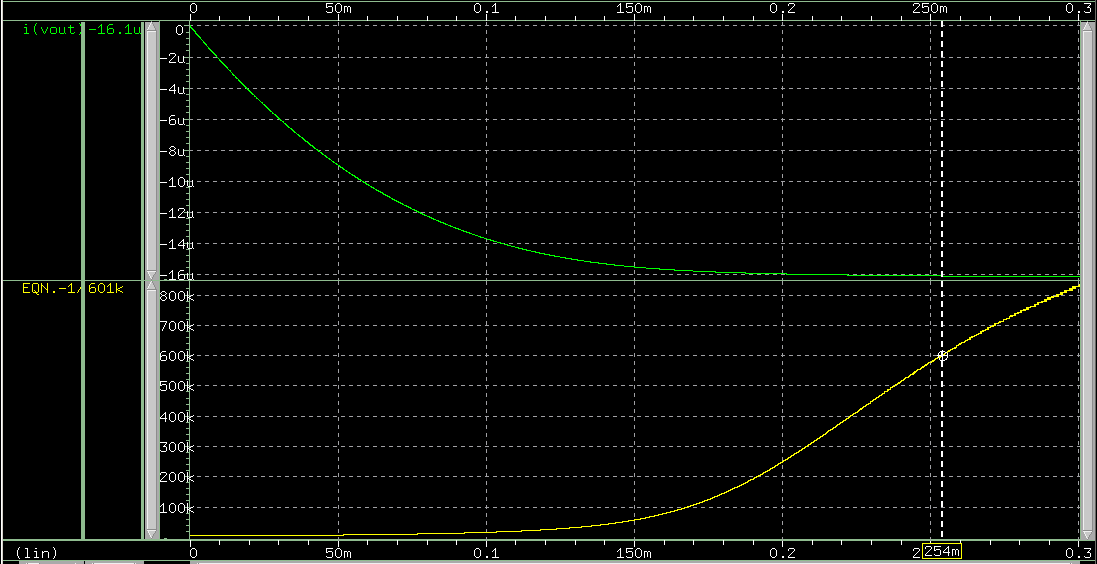 0 50m 0.1 150m 0.2 250m 0.3
i(vout) -16.1u
0
-2u
-4u
-6u
-8u
-10u
-12u
-14u
-16u
EQN.-1/ 601k
800k
700k
600k
500k
400k
300k
200k
100k
(lin) 0 50m 0.1 150m 0.2 254m 0.3